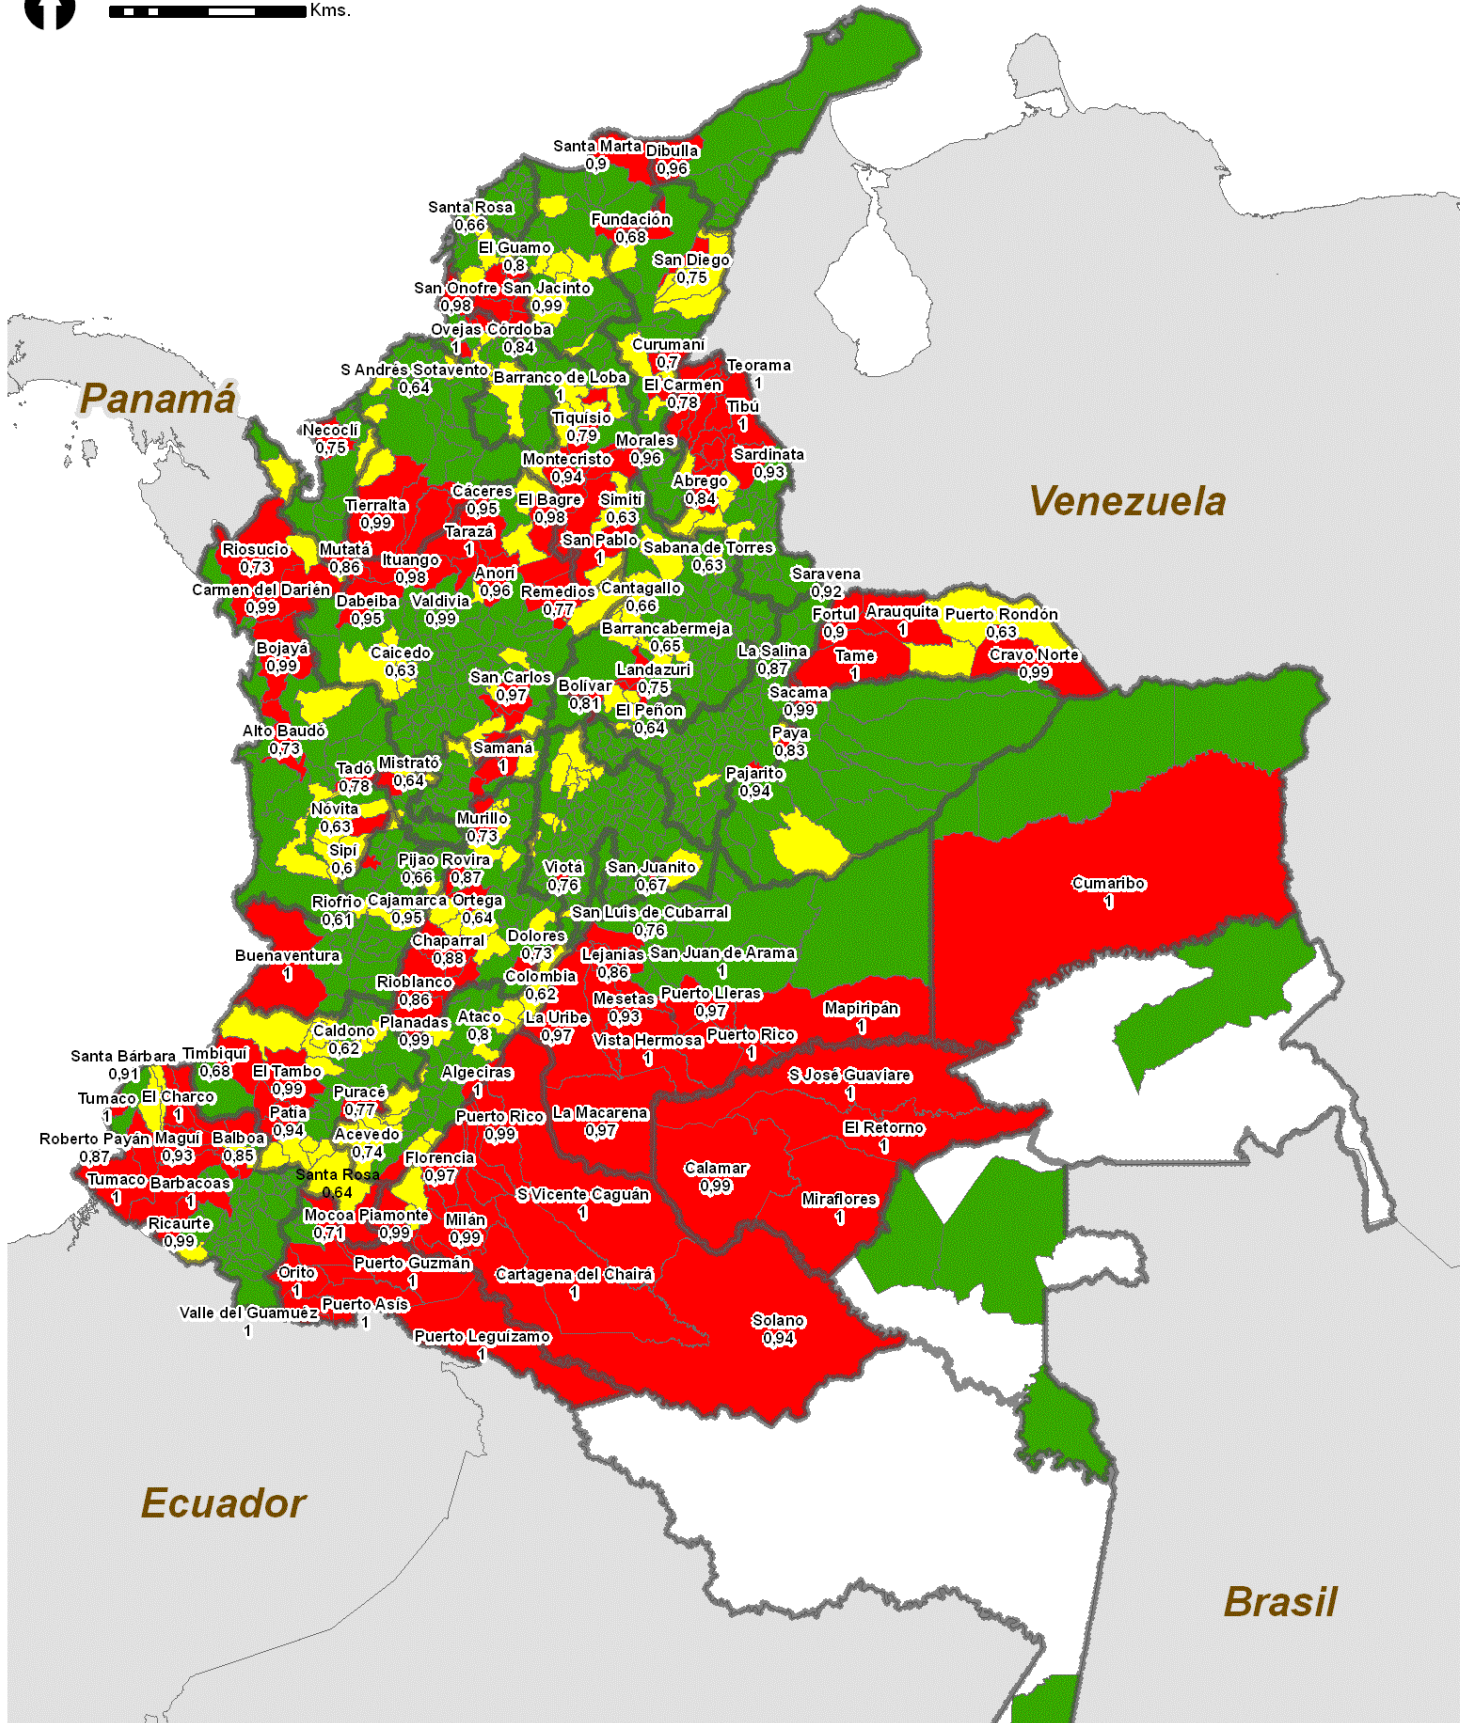 Kms.
Santa Marta
0,9
Dibulla
0,96
Santa Rosa
0,66
Fundación
0,68
El Guamo
0,8
San Diego
0,75
San Onofre
0,98
San Jacinto
0,99
Ovejas
1
Córdoba
0,84
Curumaní
0,7
Teorama
1
S Andrés Sotavento
0,64
Barranco de Loba
1
El Carmen
0,78
Tibú
1
Panamá
Tiquisio
0,79
Necoclí
0,75
Morales
0,96
Sardinata
0,93
Montecristo
0,94
Abrego
0,84
Venezuela
Tierralta
0,99
Cáceres
0,95
El Bagre
0,98
Simití
0,63
Tarazá
1
San Pablo
1
Sabana de Torres
0,63
Riosucio
0,73
Mutatá
0,86
Ituango
0,98
Anorí
0,96
Remedios
0,77
Cantagallo
0,66
Saravena
0,92
Carmen del Darién
0,99
Dabeiba
0,95
Valdivia
0,99
Fortul
0,9
Arauquita
1
Puerto Rondón
0,63
Barrancabermeja
0,65
Bojayá
0,99
Caicedo
0,63
La Salina
0,87
Tame
1
Cravo Norte
0,99
San Carlos
0,97
Bolívar
0,81
Landazuri
0,75
Sacama
0,99
El Peñon
0,64
Alto Baudó
0,73
Paya
0,83
Samaná
1
Tadó
0,78
Mistrató
0,64
Pajarito
0,94
Nóvita
0,63
Murillo
0,73
Sipí
0,6
Pijao
0,66
Rovira
0,87
Viotá
0,76
San Juanito
0,67
Cumaribo
1
Riofrio
0,61
Cajamarca
0,95
Ortega
0,64
San Luis de Cubarral
0,76
Buenaventura
1
Chaparral
0,88
Dolores
0,73
Lejanias
0,86
San Juan de Arama
1
Rioblanco
0,86
Colombia
0,62
Mesetas
0,93
Puerto Lleras
0,97
Mapiripán
1
Caldono
0,62
Planadas
0,99
Ataco
0,8
La Uribe
0,97
Vista Hermosa
1
Puerto Rico
1
Santa Bárbara
0,91
Timbiquí
0,68
El Tambo
0,99
Algeciras
1
S José Guaviare
1
Tumaco
1
El Charco
1
Puracé
0,77
Patía
0,94
Puerto Rico
0,99
La Macarena
0,97
El Retorno
1
Roberto Payán
0,87
Maguí
0,93
Balboa
0,85
Acevedo
0,74
Florencia
0,97
Calamar
0,99
Tumaco
1
Barbacoas
1
Santa Rosa
0,64
S Vicente Caguán
1
Miraflores
1
Ricaurte
0,99
Mocoa
0,71
Piamonte
0,99
Milán
0,99
Orito
1
Puerto Guzmán
1
Cartagena del Chairá
1
Valle del Guamuéz
1
Puerto Asís
1
Puerto Leguízamo
1
Solano
0,94
Ecuador
Brasil